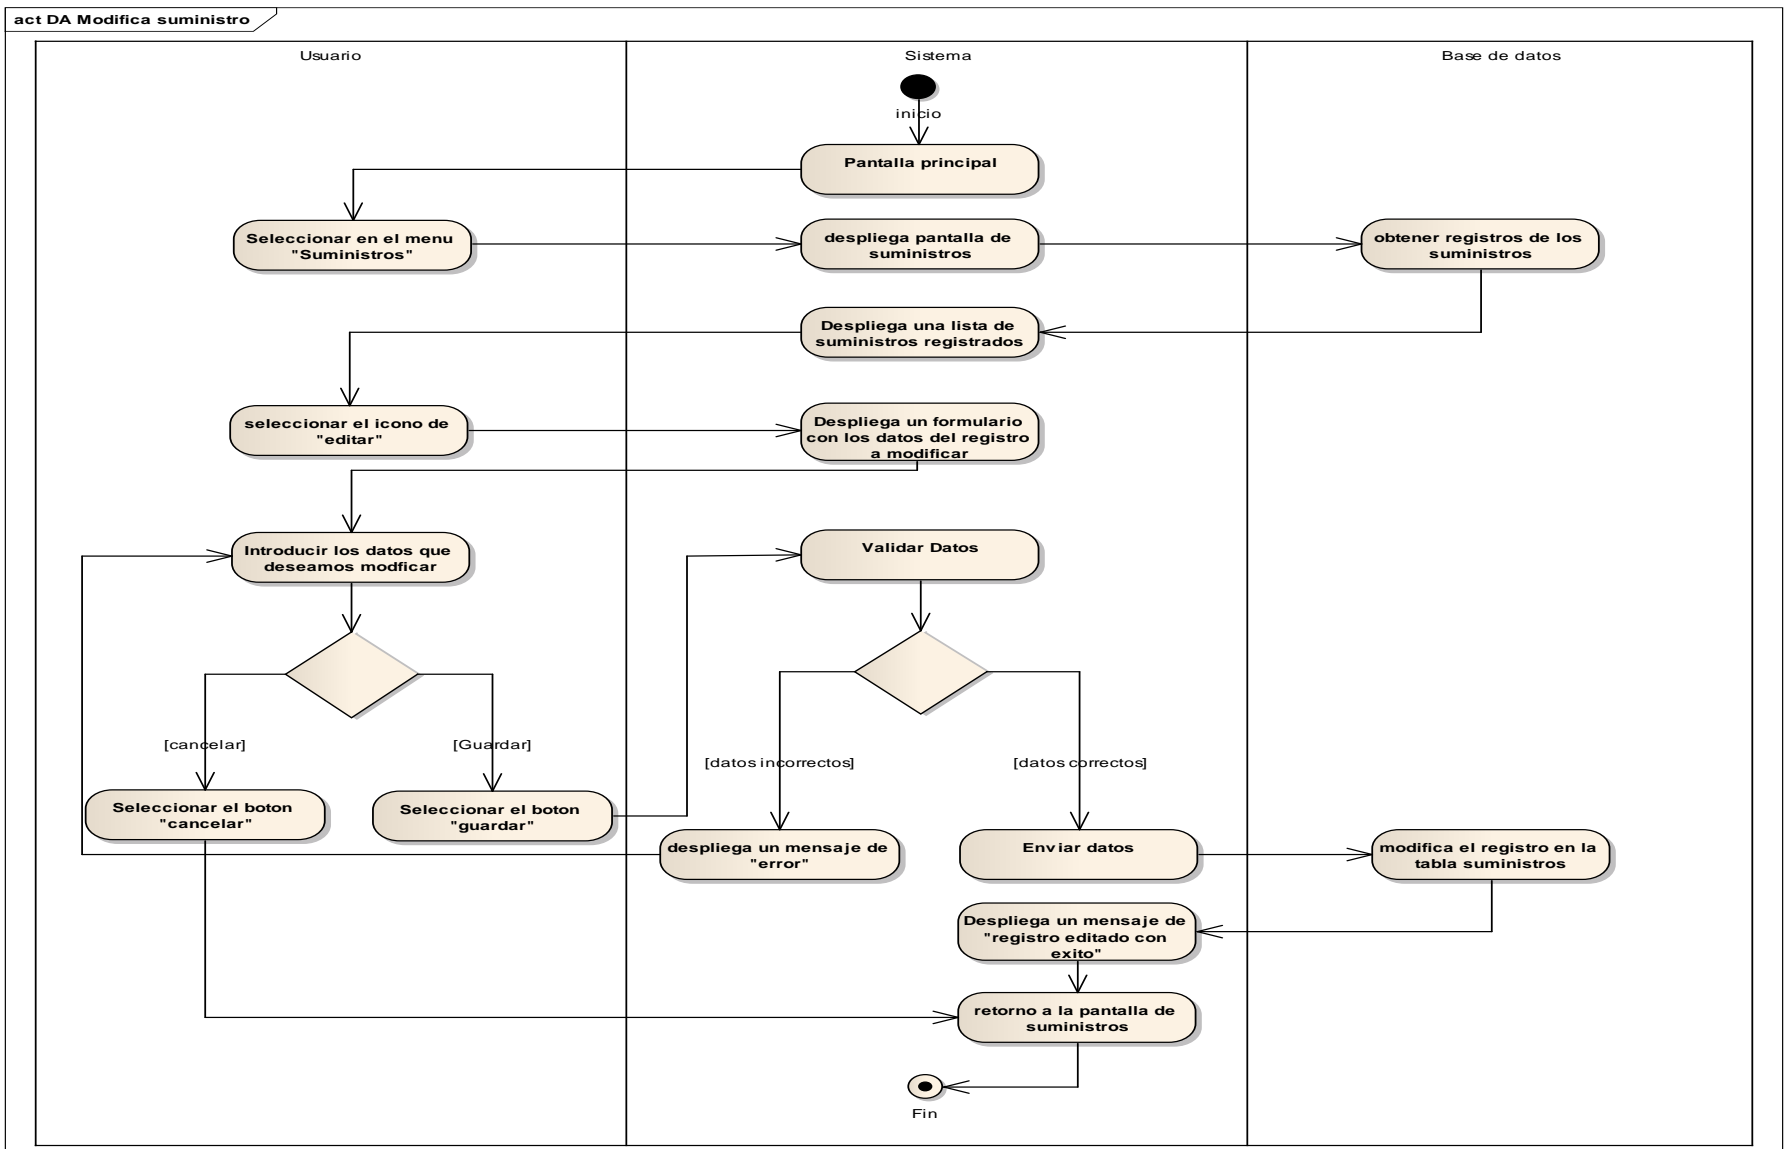 act DA Modifica suministro
Usuario
Sistema
Base de datos
inicio
Pantalla principal
Seleccionar en el menu
"Suministros"
despliega pantalla de
suministros
obtener registros de los
suministros
Despliega una lista de
suministros registrados
seleccionar el icono de
"editar"
Despliega un formulario
con los datos del registro
a modificar
Introducir los datos que
deseamos modficar
Validar Datos
[cancelar]
[Guardar]
[datos incorrectos]
[datos correctos]
Seleccionar el boton
"cancelar"
Seleccionar el boton
"guardar"
despliega un mensaje de
"error"
Enviar datos
modifica el registro en la
tabla suministros
Despliega un mensaje de
"registro editado con
exito"
retorno a la pantalla de
suministros
Fin